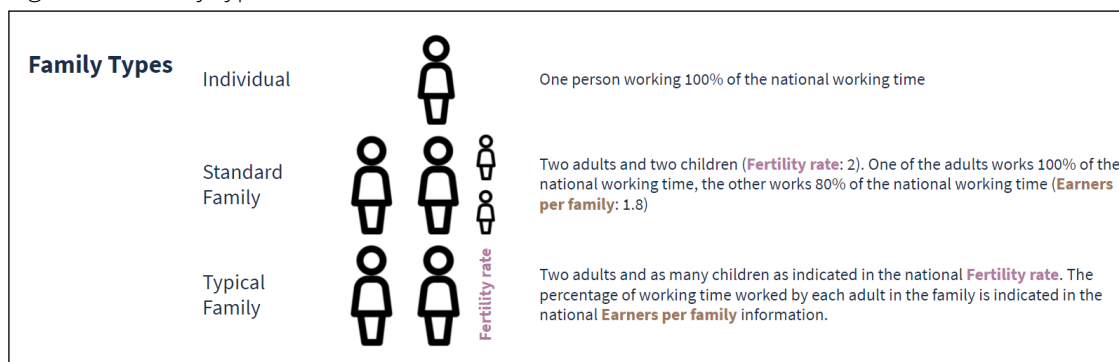 Family Types
Individual
One person working 100% of the national working time
Standard
Family
Two adults and two children (Fertility rate: 2). One of the adults works 100% of the
national working time, the other works 80% of the national working time (Earners
per family: 1.8)
Typical
Family
Fertility rate
Two adults and as many children as indicated in the national Fertility rate. The
percentage of working time worked by each adult in the family is indicated in the
national Earners per family information.